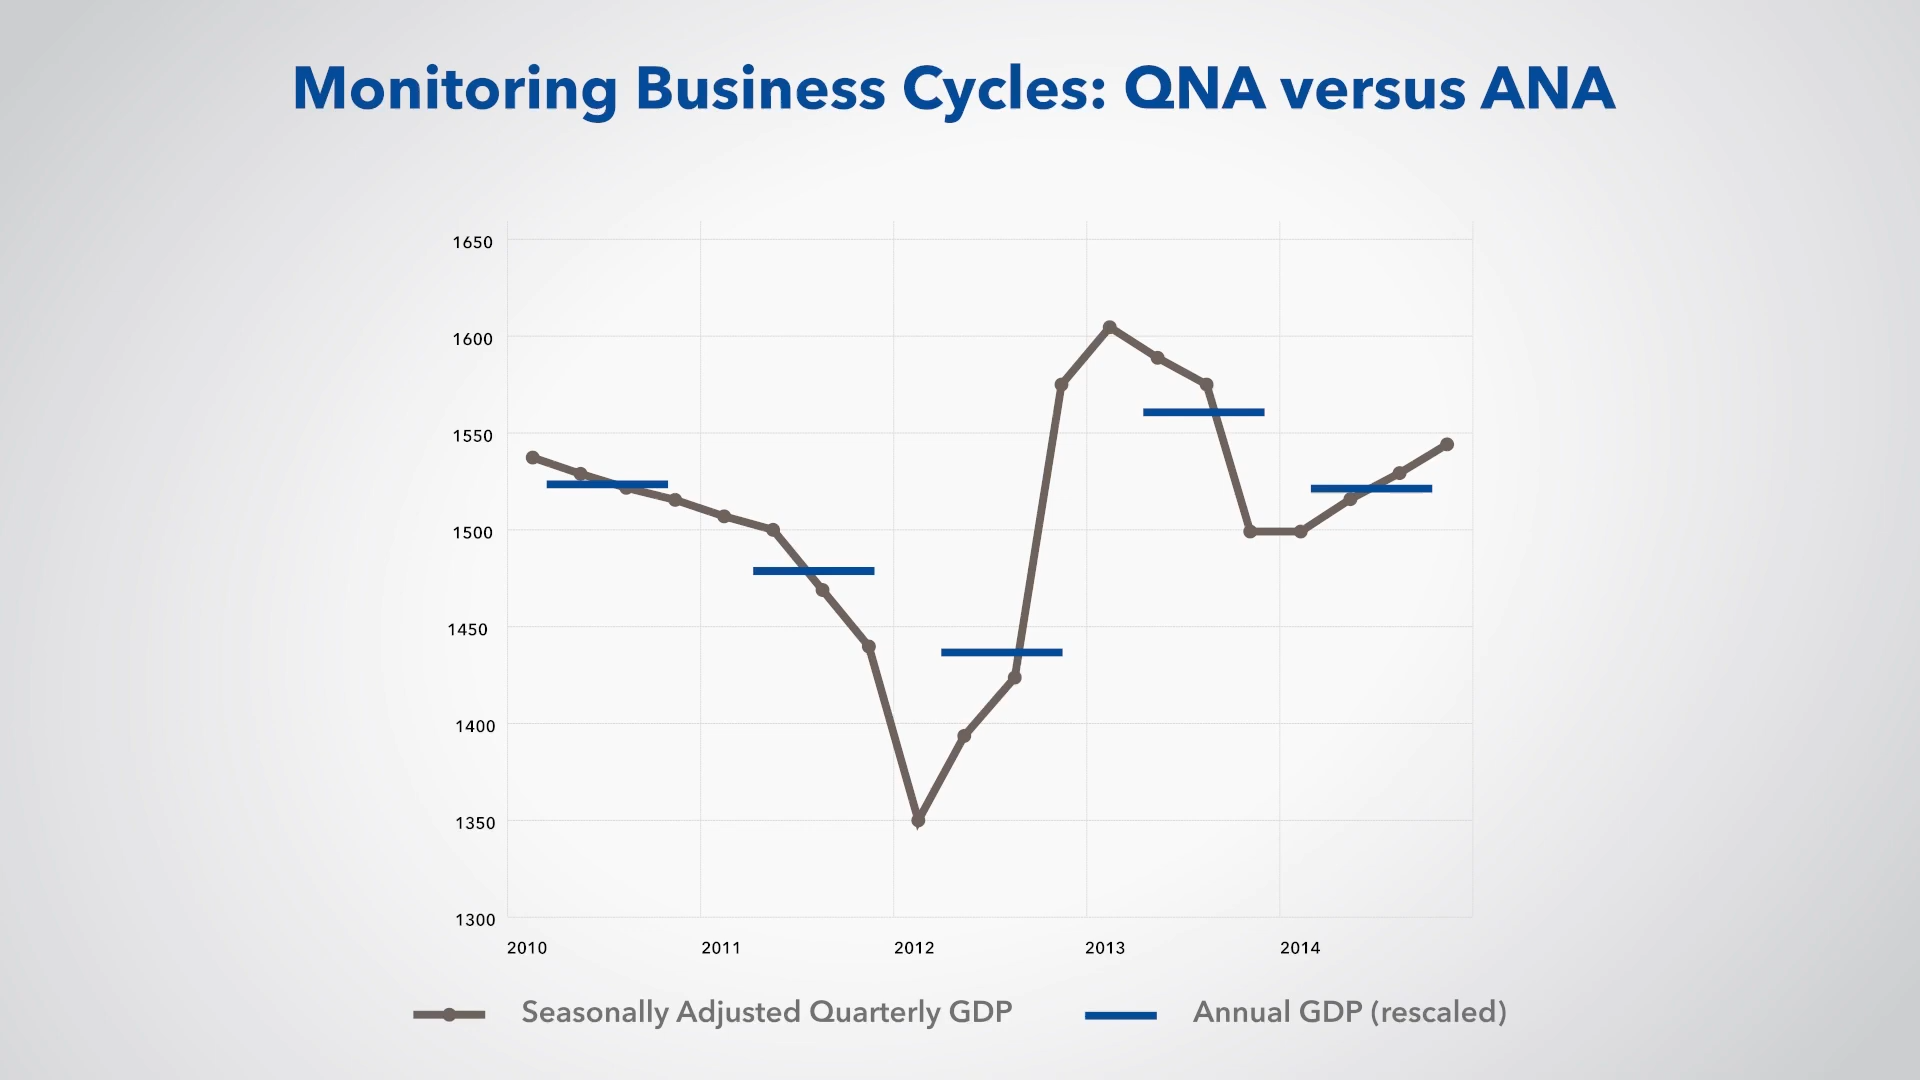 Monitoring Business Cycles: QNA versus ANA
1650
1600
1550
1500
1450
1400
1350
1300
2010 2011 2012 2013 2014
Seasonally Adjusted Quarterly GDP Annual GDP (rescaled)